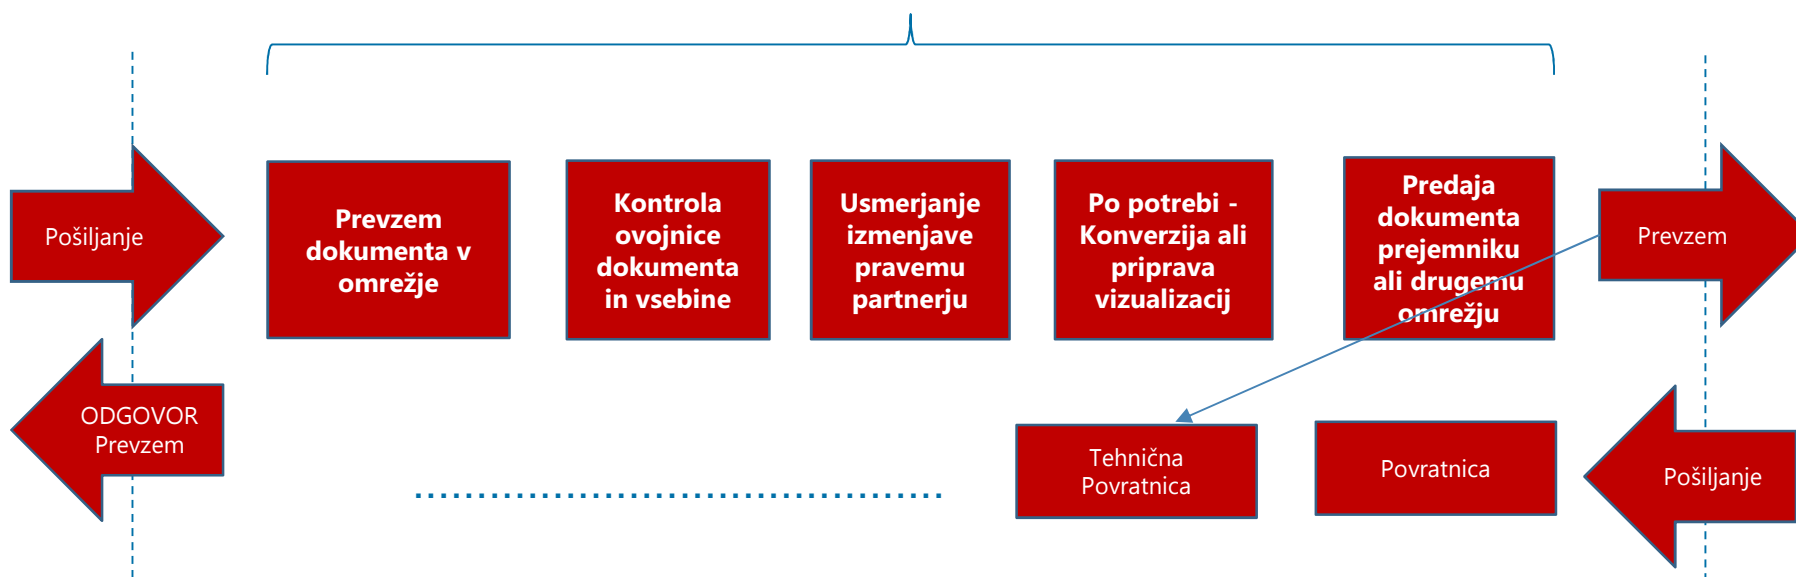 Pošiljanje
Prevzem
dokumenta v
omrežje
Kontrola
ovojnice
dokumenta
in vsebine
Usmerjanje
izmenjave
pravemu
partnerju
Po potrebi -
Konverzija ali
priprava
vizualizacij
Predaja
dokumenta
prejemniku
ali drugemu
omrežju
Prevzem
ODGOVOR
Prevzem
Tehnična
Povratnica
Povratnica
Pošiljanje